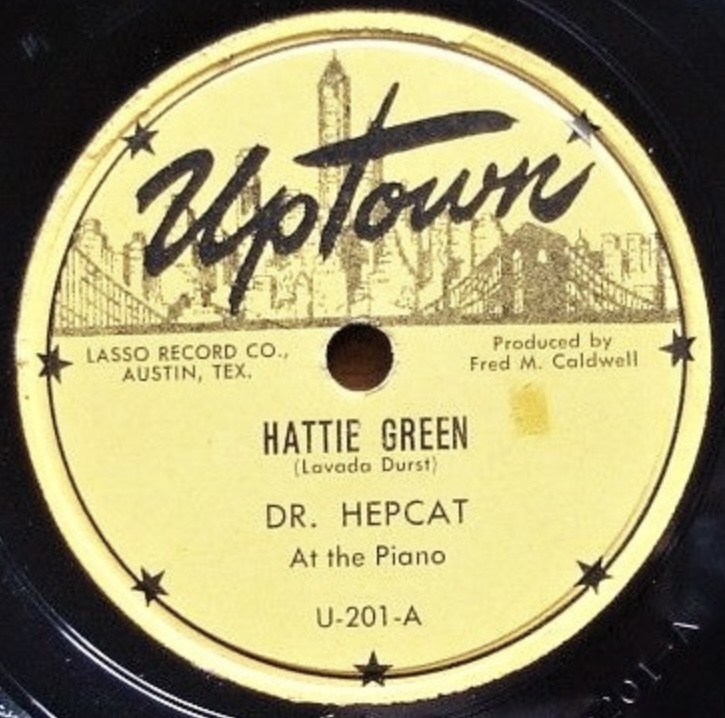 Uptown
LASSO RECORD CO.,
AUSTIN, TEX.
Produced by
Fred M. Caldwell
HATTIE GREEN
(Lavada Durst)
DR. HEPCAT
At the Piano
U-201-A